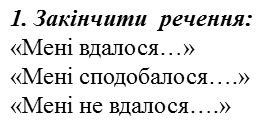 1. Закінчити речення:
«Мені вдалося…»
«Мені сподобалося….»
«Мені не вдалося….»